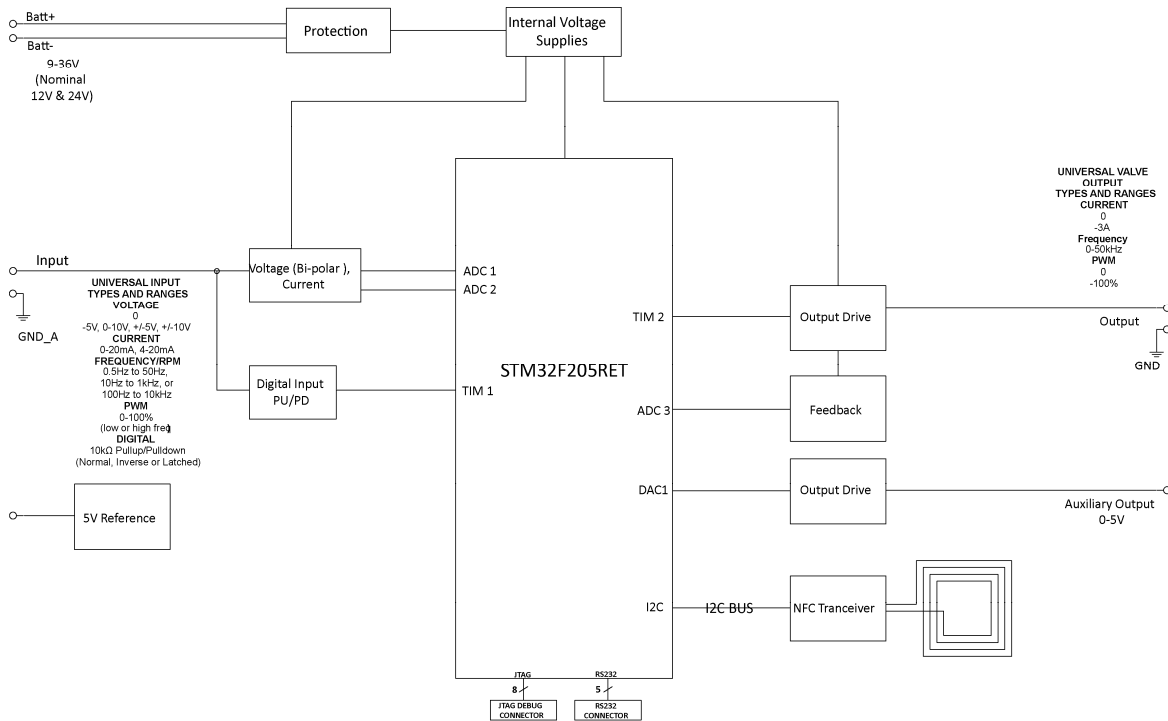 Batt+
Batt-
9-36V
(Nominal
12V & 24V)
Protection
Internal Voltage
Supplies
UNIVERSAL VALVE
OUTPUT
TYPES AND RANGES
CURRENT
0
-3A
Frequency
0-50kHz
PWM
0
-100%
Input
GND_A
UNIVERSAL INPUT
TYPES AND RANGES
VOLTAGE
0
-5V, 0-10V, +/-5V, +/-10V
CURRENT
0-20mA, 4-20mA
FREQUENCY/RPM
0.5Hz to 50Hz,
10Hz to 1kHz, or
100Hz to 10kHz
PWM
0-100%
(low or high freq)
DIGITAL
10kΩ Pullup/Pulldown
(Normal, Inverse or Latched)
Voltage (Bi-polar ),
Current
ADC 1
ADC 2
Digital Input
PU/PD
TIM 1
STM32F205RET
TIM 2
Output Drive
Output
GND
ADC 3
Feedback
DAC1
Output Drive
Auxiliary Output
0-5V
5V Reference
I2C
I2C BUS
NFC Tranceiver
JTAG
8
JTAG DEBUG
CONNECTOR
RS232
5
RS232
CONNECTOR